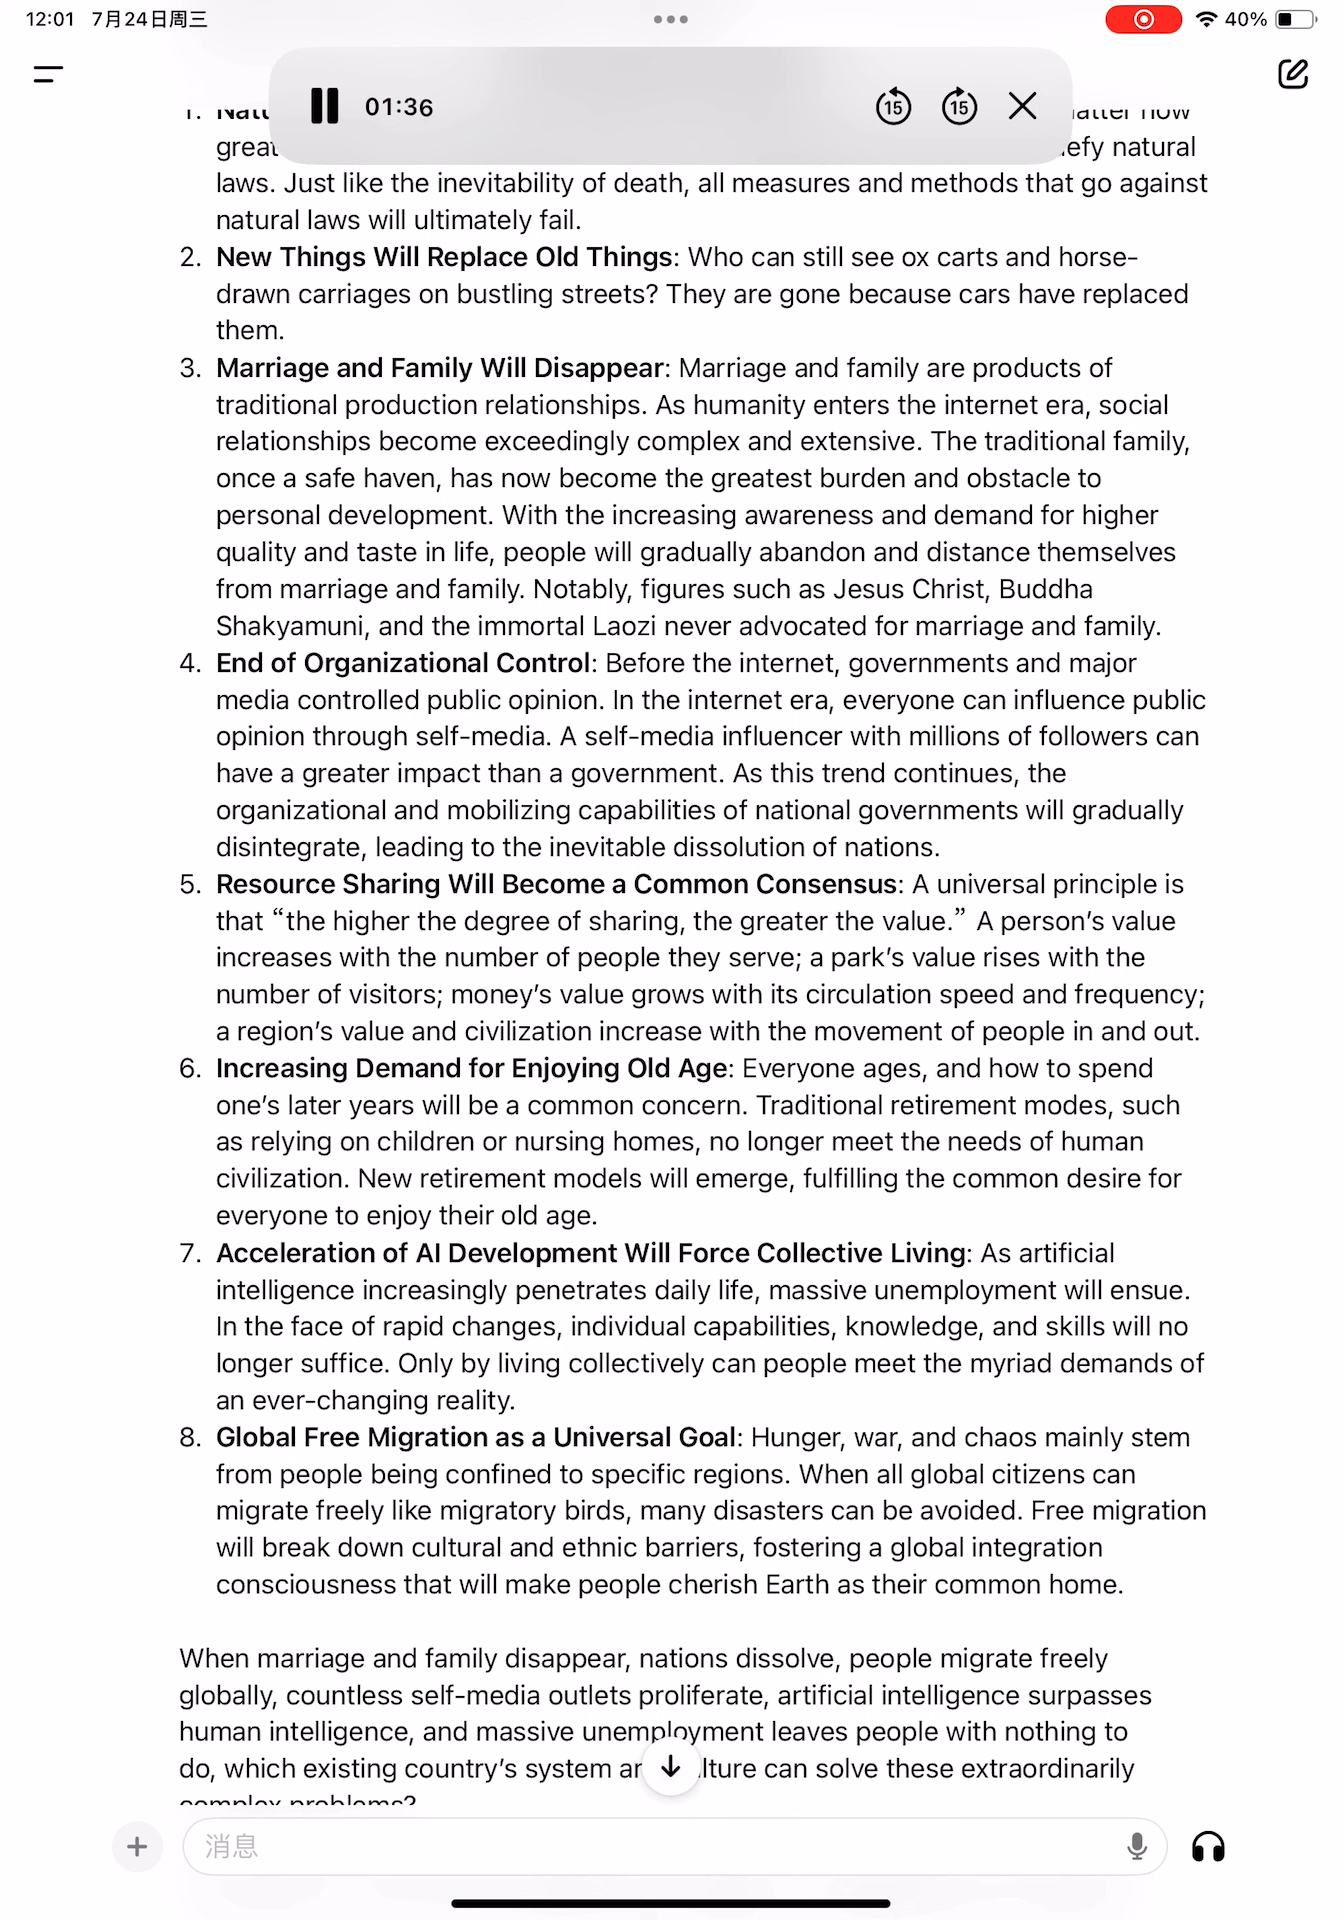 12:01 7月24日周三
40%
01:36
15 15
great
efy natural
laws. Just like the inevitability of death, all measures and methods that go against
natural laws will ultimately fail.
2. New Things Will Replace Old Things: Who can still see ox carts and horse-
drawn carriages on bustling streets? They are gone because cars have replaced
them.
3. Marriage and Family Will Disappear: Marriage and family are products of
traditional production relationships. As humanity enters the internet era, social
relationships become exceedingly complex and extensive. The traditional family,
once a safe haven, has now become the greatest burden and obstacle to
personal development. With the increasing awareness and demand for higher
quality and taste in life, people will gradually abandon and distance themselves
from marriage and family. Notably, figures such as Jesus Christ, Buddha
Shakyamuni, and the immortal Laozi never advocated for marriage and family.
4. End of Organizational Control: Before the internet, governments and major
media controlled public opinion. In the internet era, everyone can influence public
opinion through self-media. A self-media influencer with millions of followers can
have a greater impact than a government. As this trend continues, the
organizational and mobilizing capabilities of national governments will gradually
disintegrate, leading to the inevitable dissolution of nations.
5. Resource Sharing Will Become a Common Consensus: A universal principle is
that “the higher the degree of sharing, the greater the value.” A person’s value
increases with the number of people they serve; a park’s value rises with the
number of visitors; money’s value grows with its circulation speed and frequency;
a region’s value and civilization increase with the movement of people in and out.
6. Increasing Demand for Enjoying Old Age: Everyone ages, and how to spend
one’s later years will be a common concern. Traditional retirement modes, such
as relying on children or nursing homes, no longer meet the needs of human
civilization. New retirement models will emerge, fulfilling the common desire for
everyone to enjoy their old age.
7. Acceleration of AI Development Will Force Collective Living: As artificial
intelligence increasingly penetrates daily life, massive unemployment will ensue.
In the face of rapid changes, individual capabilities, knowledge, and skills will no
longer suffice. Only by living collectively can people meet the myriad demands of
an ever-changing reality.
8. Global Free Migration as a Universal Goal: Hunger, war, and chaos mainly stem
from people being confined to specific regions. When all global citizens can
migrate freely like migratory birds, many disasters can be avoided. Free migration
will break down cultural and ethnic barriers, fostering a global integration
consciousness that will make people cherish Earth as their common home.
When marriage and family disappear, nations dissolve, people migrate freely
globally, countless self-media outlets proliferate, artificial intelligence surpasses
human intelligence, and massive unemployment leaves people with nothing to
do, which existing country’s system ar lture can solve these extraordinarily
complex problems?
消息